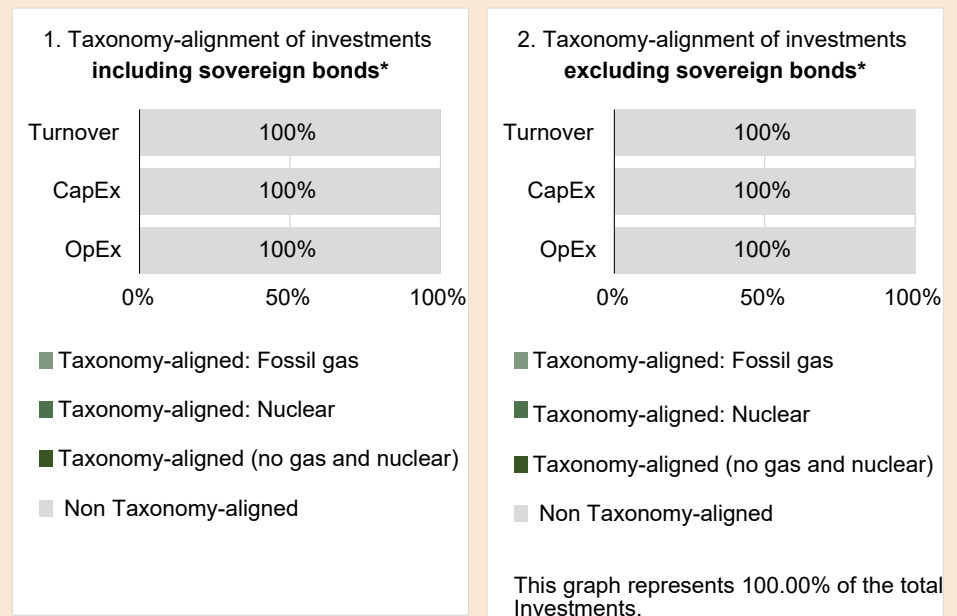 1. Taxonomy-alignment of investments
including sovereign bonds*
Turnover 100%
CapEx 100%
OpEx 100%
0% 50% 100%
Taxonomy-aligned: Fossil gas
Taxonomy-aligned: Nuclear
Taxonomy-aligned (no gas and nuclear)
Non Taxonomy-aligned
2. Taxonomy-alignment of investments
excluding sovereign bonds*
Turnover 100%
CapEx 100%
OpEx 100%
0% 50% 100%
Taxonomy-aligned: Fossil gas
Taxonomy-aligned: Nuclear
Taxonomy-aligned (no gas and nuclear)
Non Taxonomy-aligned
This graph represents 100.00% of the total
Investments.